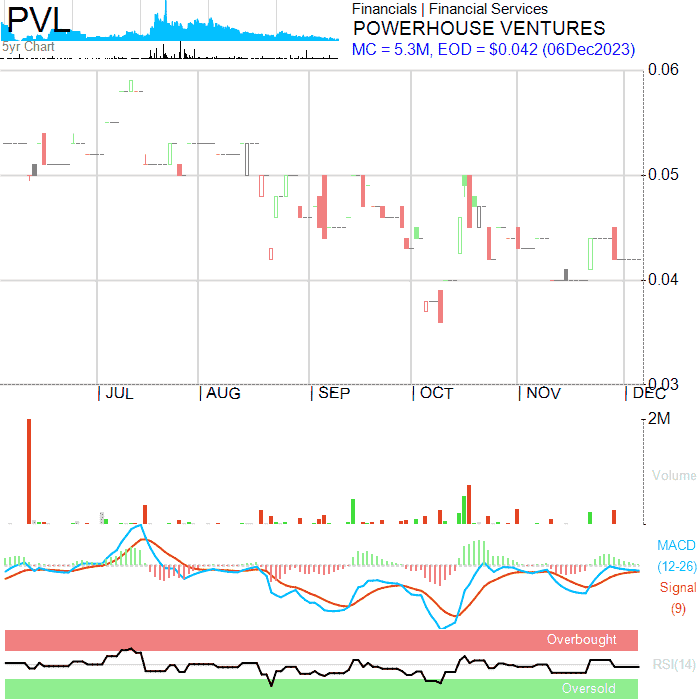 PVL
5yr Chart
Financials | Financial Services
POWERHOUSE VENTURES
MC = 5.3M, EOD = $0.042 (06Dec2023)
0.06
0.05
0.04
0.03
JUL AUG SEP OCT NOV DEC
2M
Volume
MACD
(12-26)
Signal
(9)
Overbought
RSI(14)
Oversold